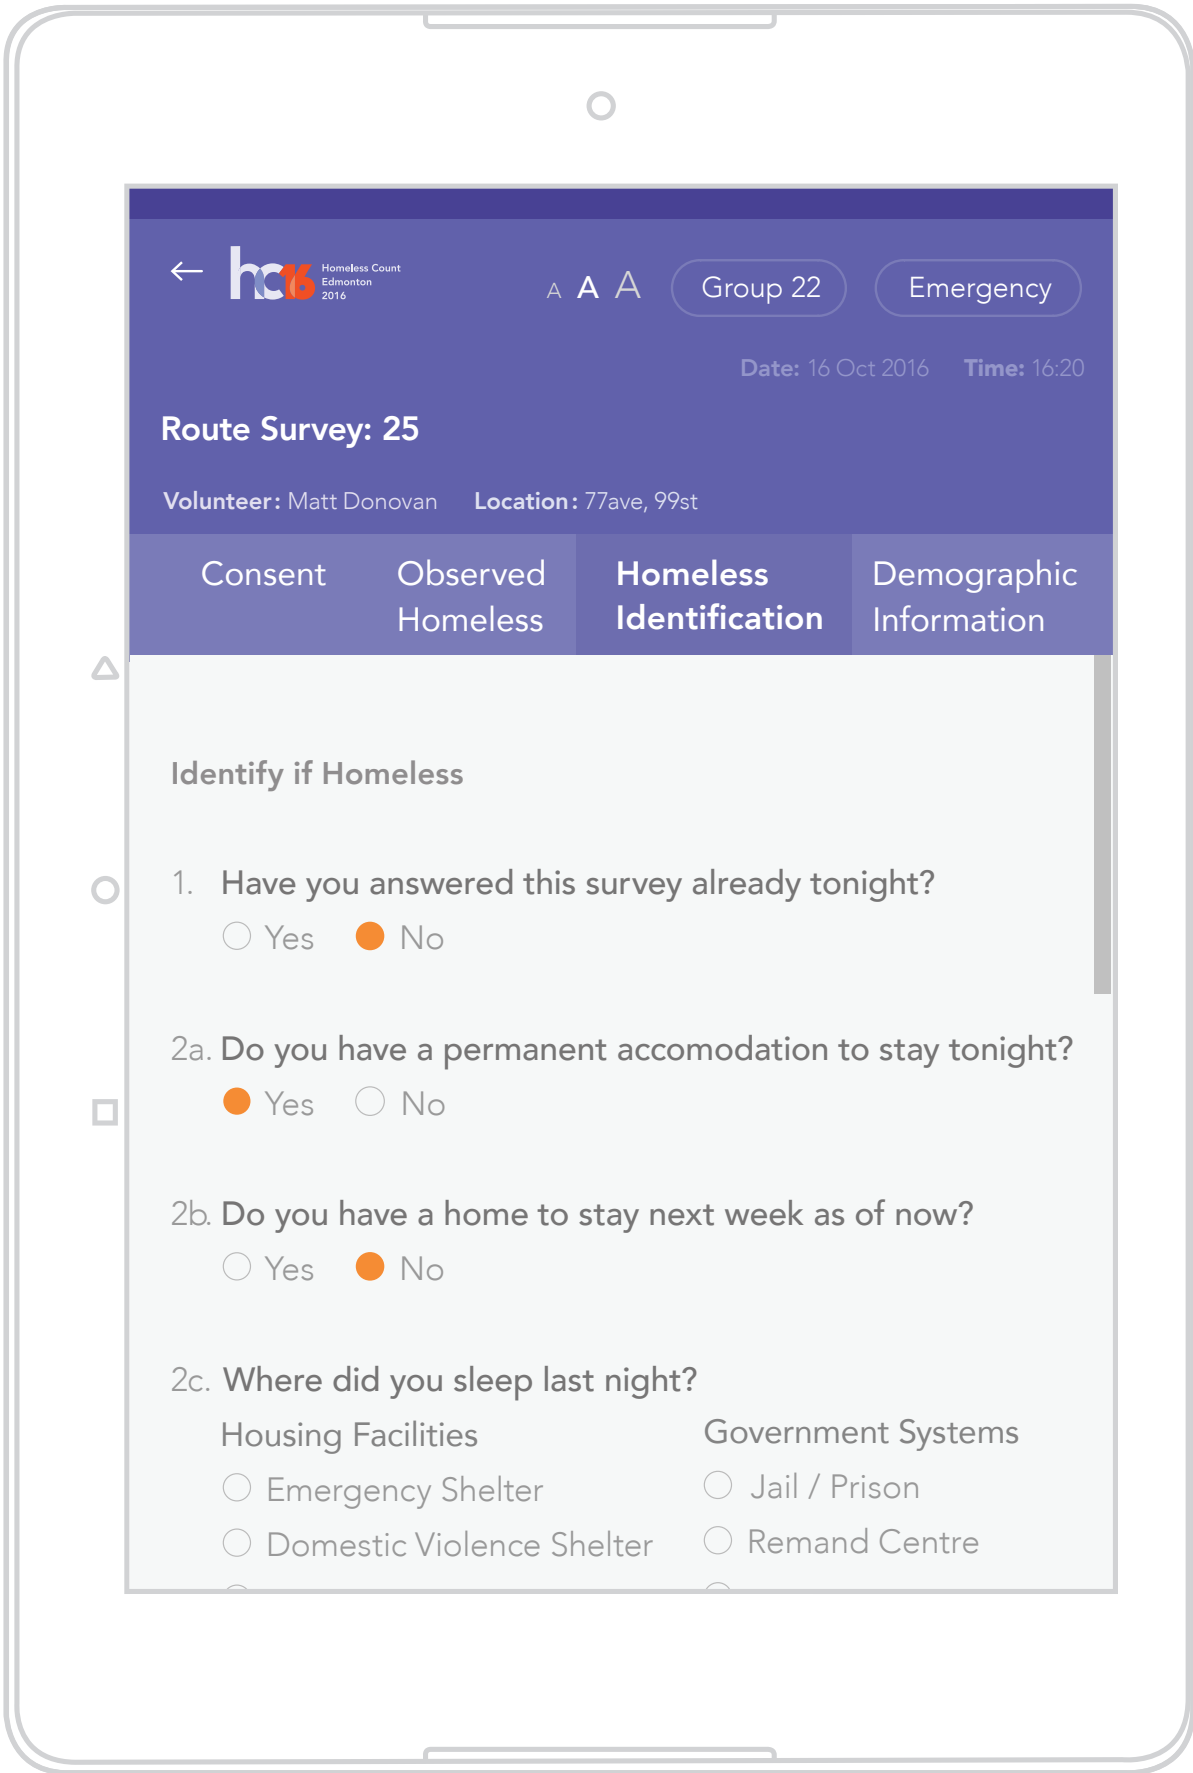 ← hc16 Homeless Count
Edmonton
2016
A A A Group 22 Emergency
Date: 16 Oct 2016 Time: 16:20
Route Survey: 25
Volunteer: Matt Donovan Location: 77ave, 99st
Consent
Observed
Homeless
Homeless
Identification
Demographic
Information
Identify if Homeless
1. Have you answered this survey already tonight?
Yes No
2a. Do you have a permanent accomodation to stay tonight?
Yes No
2b. Do you have a home to stay next week as of now?
Yes No
2c. Where did you sleep last night?
Housing Facilities
Emergency Shelter
Domestic Violence Shelter
Government Systems
Jail / Prison
Remand Centre